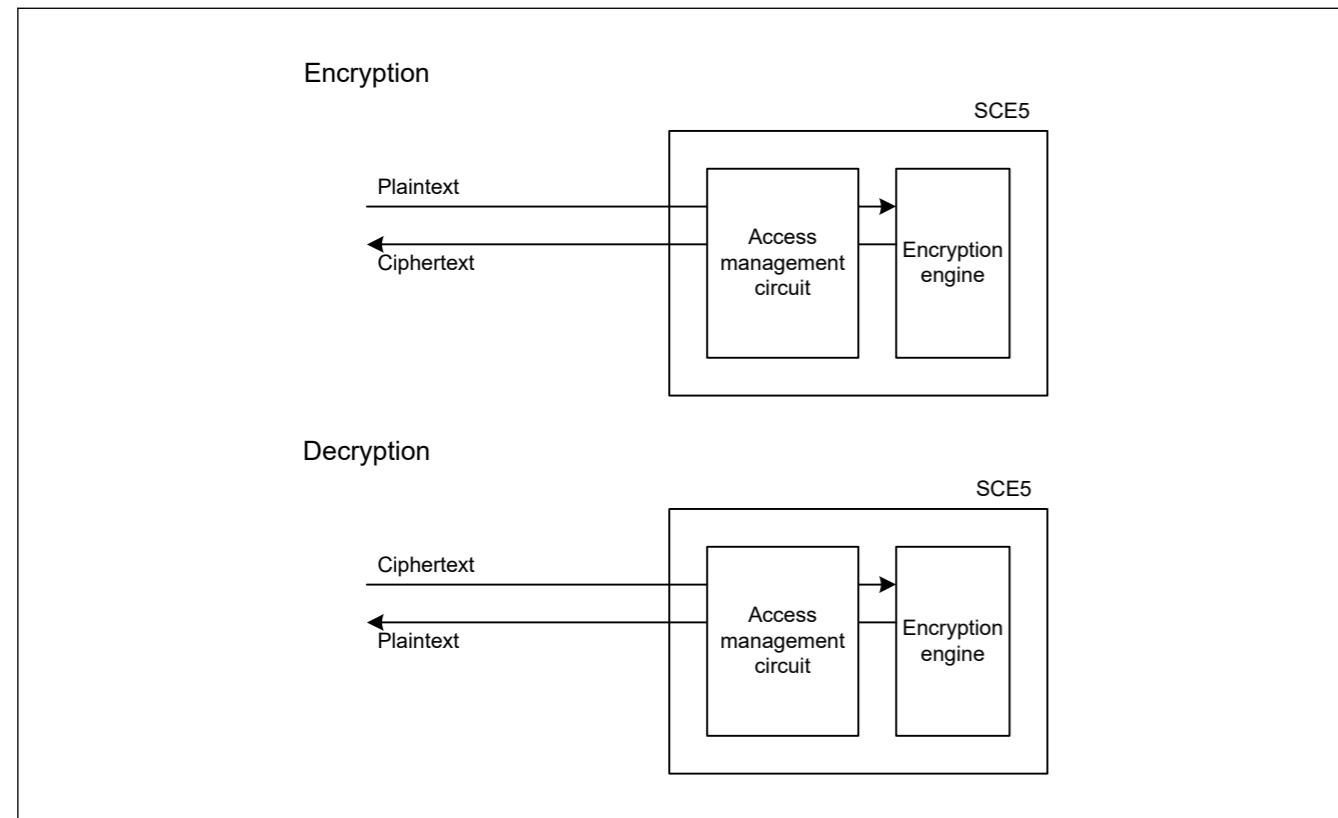 Encryption
SCE5
Plaintext
Ciphertext
Access
management
circuit
Encryption
engine
Decryption
SCE5
Ciphertext
Plaintext
Access
management
circuit
Encryption
engine